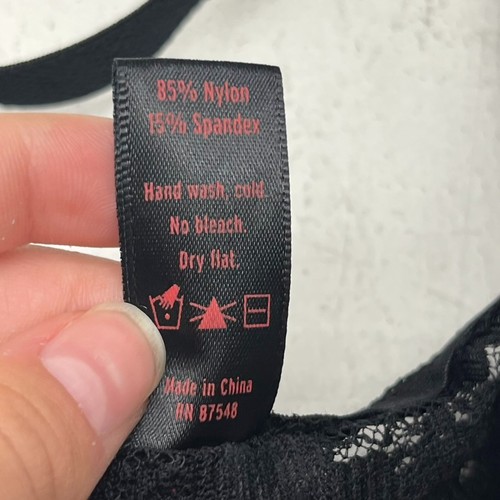 85% Nylon
15% Spandex
Hand wash, cold.
No bleach.
Dry flat.
Made in China
RN 87548